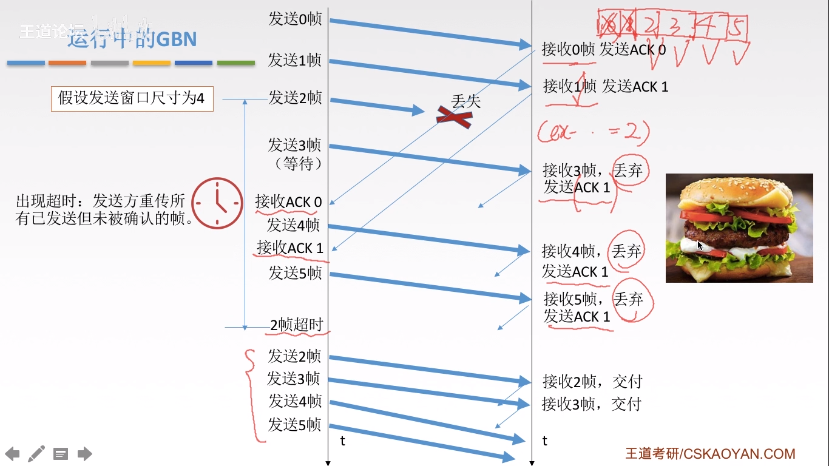 王道论坛
运行中的GBN
假设发送窗口尺寸为4
出现超时：发送方重传所
有已发送但未被确认的帧。
发送0帧
发送1帧
发送2帧
发送3帧
（等待）
接收ACK 0
发送4帧
接收ACK 1
发送5帧
2帧超时
发送2帧
发送3帧
发送4帧
发送5帧
t
丢失
2 3 4 5
接收0帧 发送ACK 0
接收1帧 发送ACK 1
接收3帧，丢弃
发送ACK 1
接收4帧，丢弃
发送ACK 1
接收5帧，丢弃
发送ACK 1
接收2帧，交付
接收3帧，交付
t
王道考研/CSKAOYAN.COM